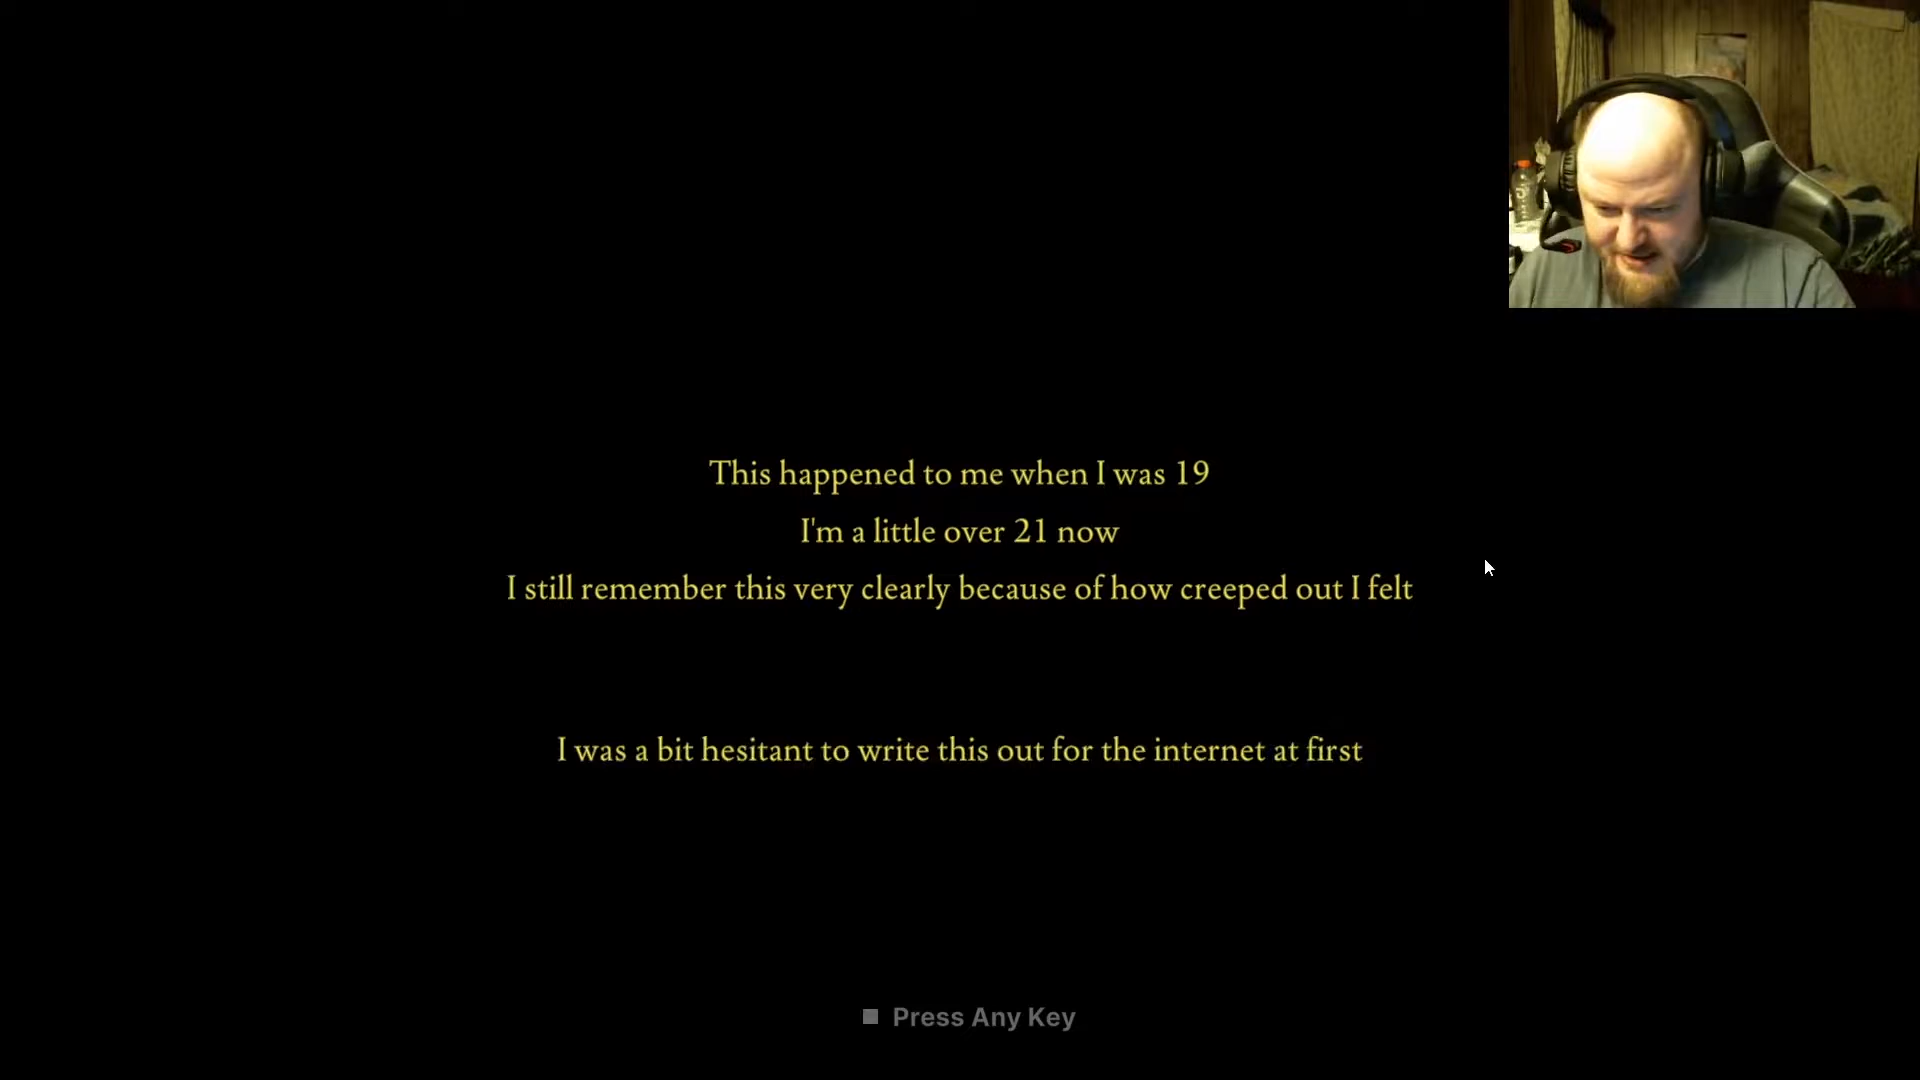 This happened to me when I was 19
I'm a little over 21 now
I still remember this very clearly because of how creeped out I felt
I was a bit hesitant to write this out for the internet at first
Press Any Key